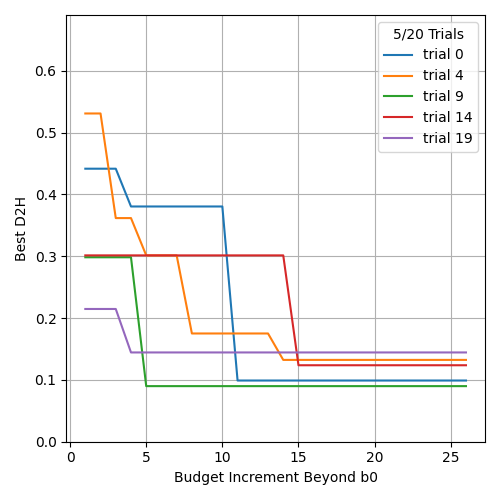 5/20 Trials
trial 0
trial 4
trial 9
trial 14
trial 19
Best D2H
0.6
0.5
0.4
0.3
0.2
0.1
0.0
0 5 10 15 20 25
Budget Increment Beyond b0